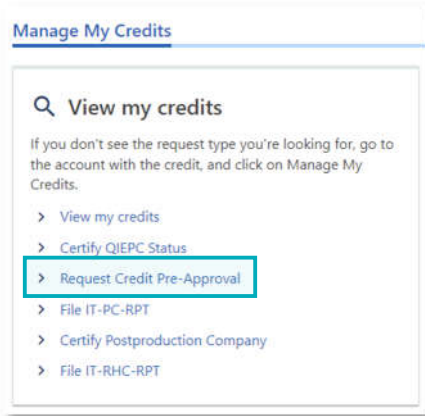 Manage My Credits
View my credits
If you don't see the request type you're looking for, go to
the account with the credit, and click on Manage My
Credits.
View my credits
Certify QIEPC Status
Request Credit Pre-Approval
File IT-PC-RPT
Certify Postproduction Company
File IT-RHC-RPT